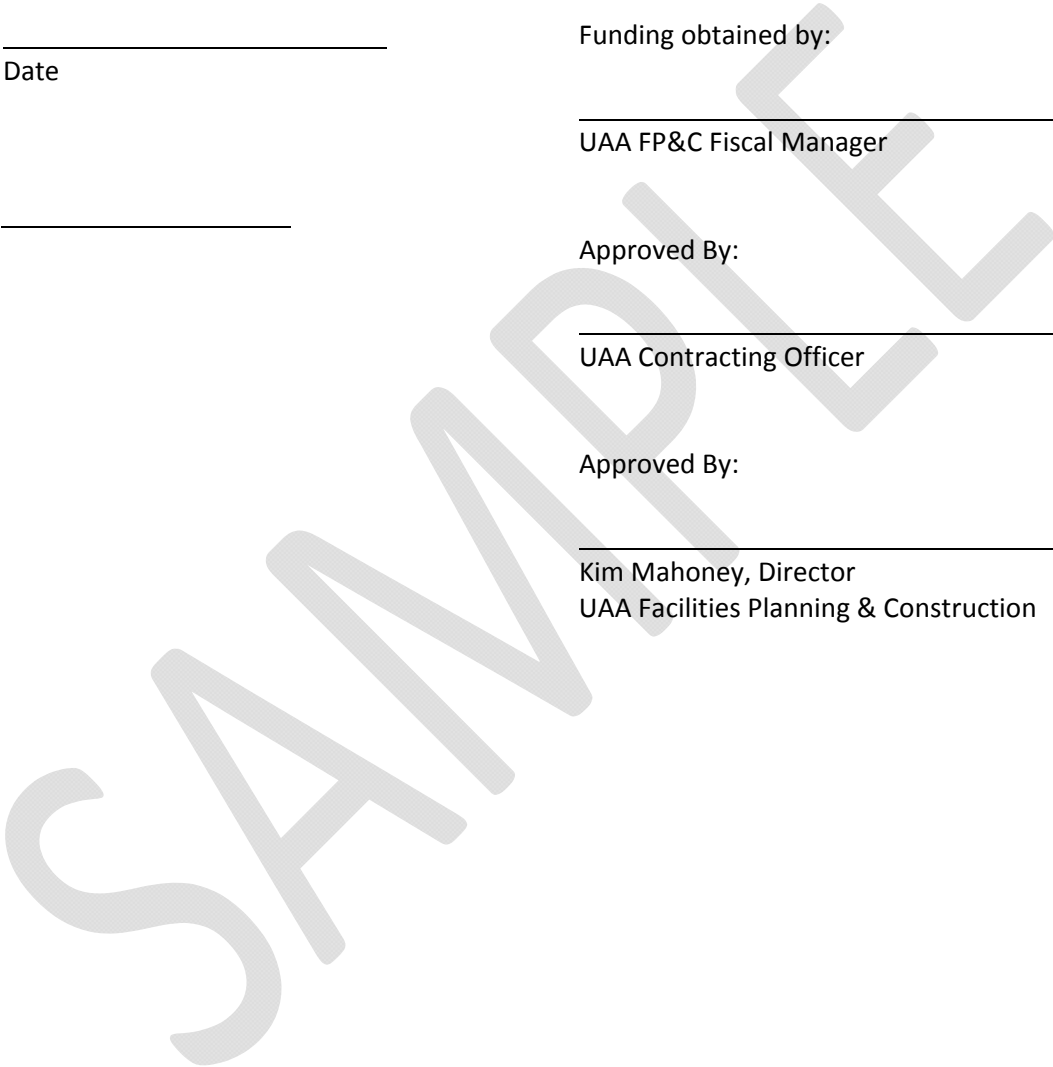 Date
Funding obtained by:
UAA FP&C Fiscal Manager
Approved By:
UAA Contracting Officer
Approved By:
Kim Mahoney, Director
UAA Facilities Planning & Construction
SAMPLE